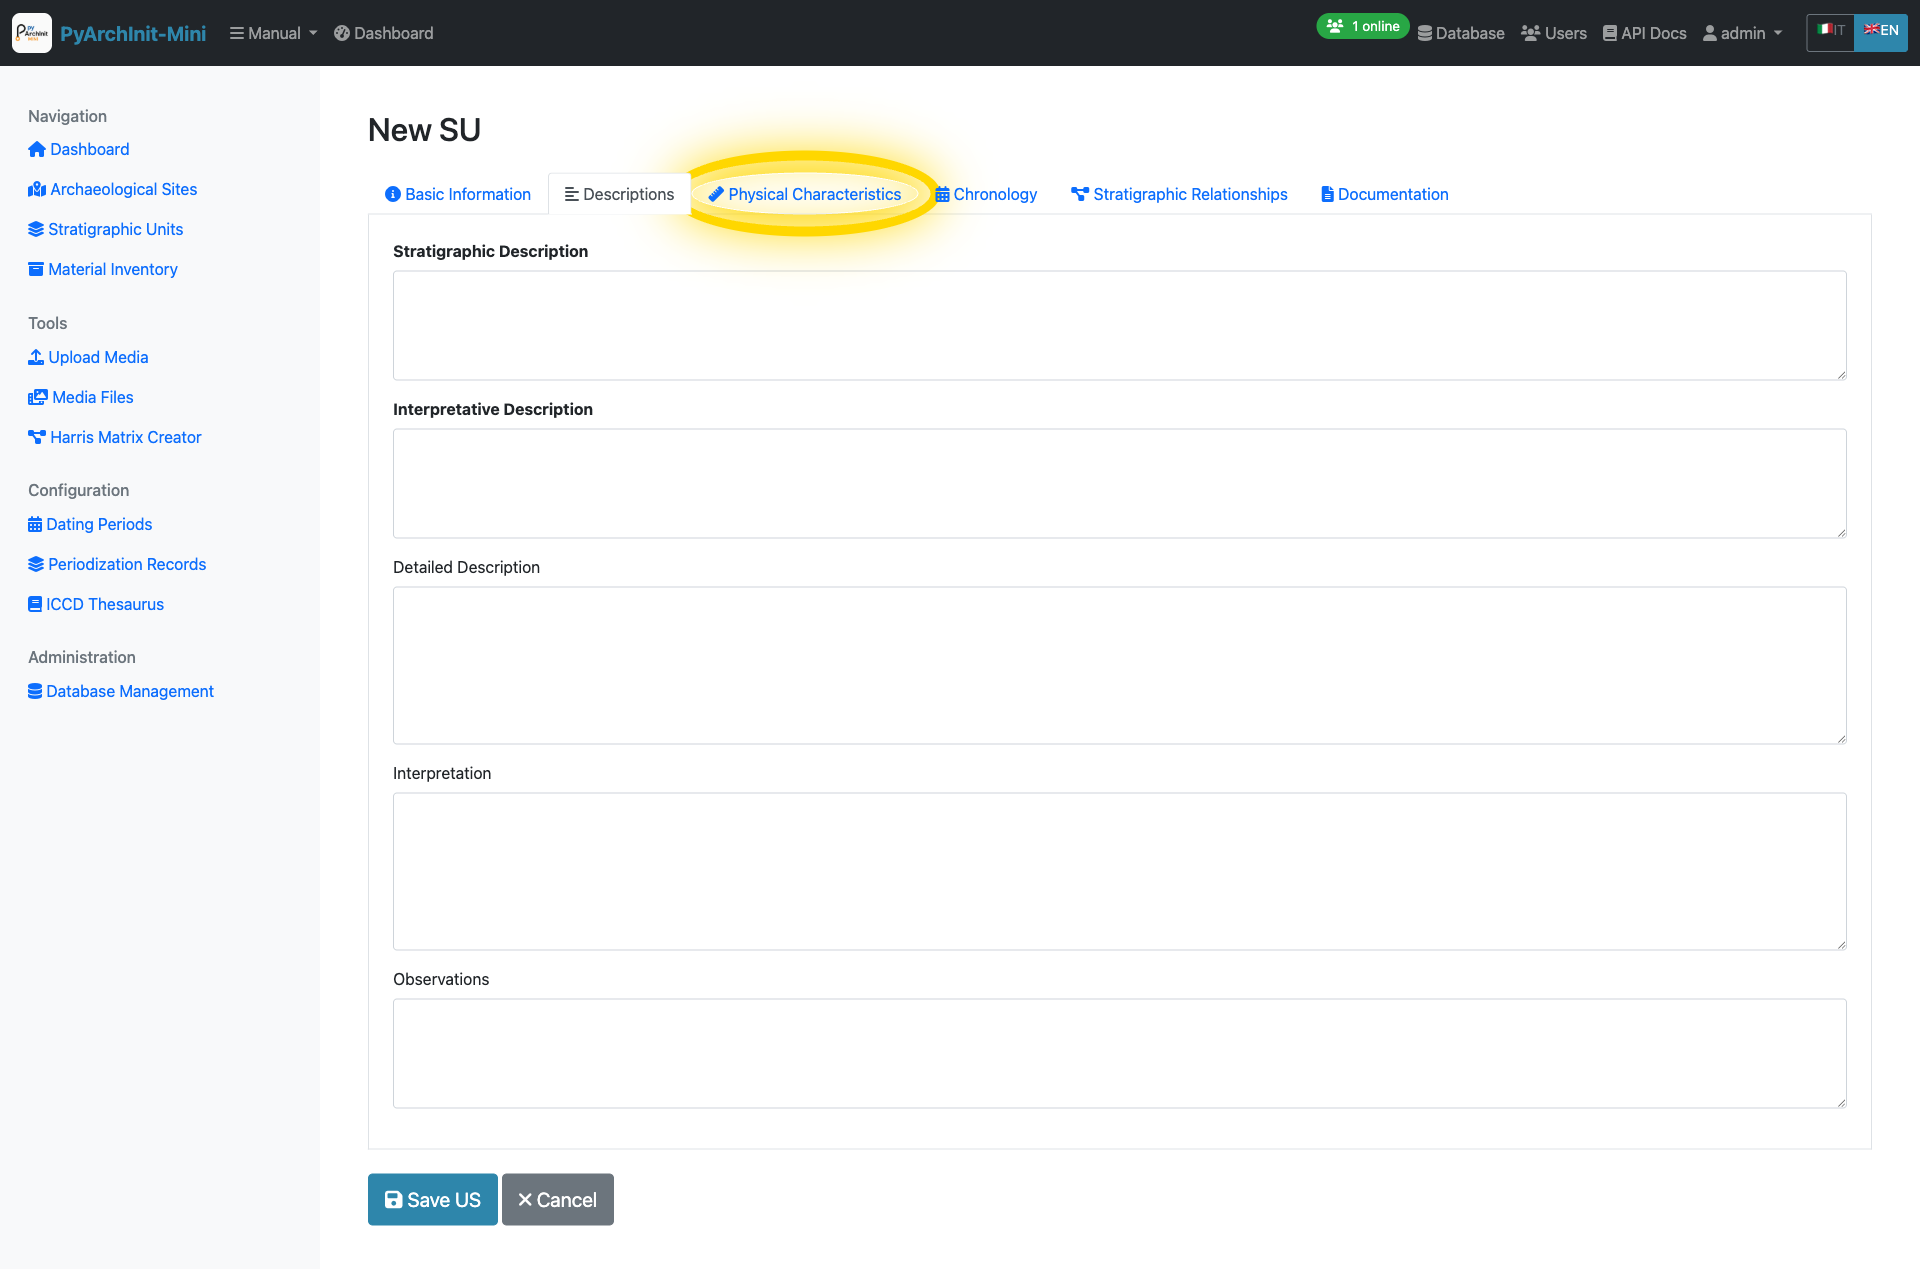 PyArchInit-Mini
Manual
Dashboard
1 online
Database
Users
API Docs
admin
IT
EN
Navigation
Dashboard
Archaeological Sites
Stratigraphic Units
Material Inventory
Tools
Upload Media
Media Files
Harris Matrix Creator
Configuration
Dating Periods
Periodization Records
ICCD Thesaurus
Administration
Database Management
New SU
Basic Information
Descriptions
Physical Characteristics
Chronology
Stratigraphic Relationships
Documentation
Stratigraphic Description
Interpretative Description
Detailed Description
Interpretation
Observations
Save US
Cancel